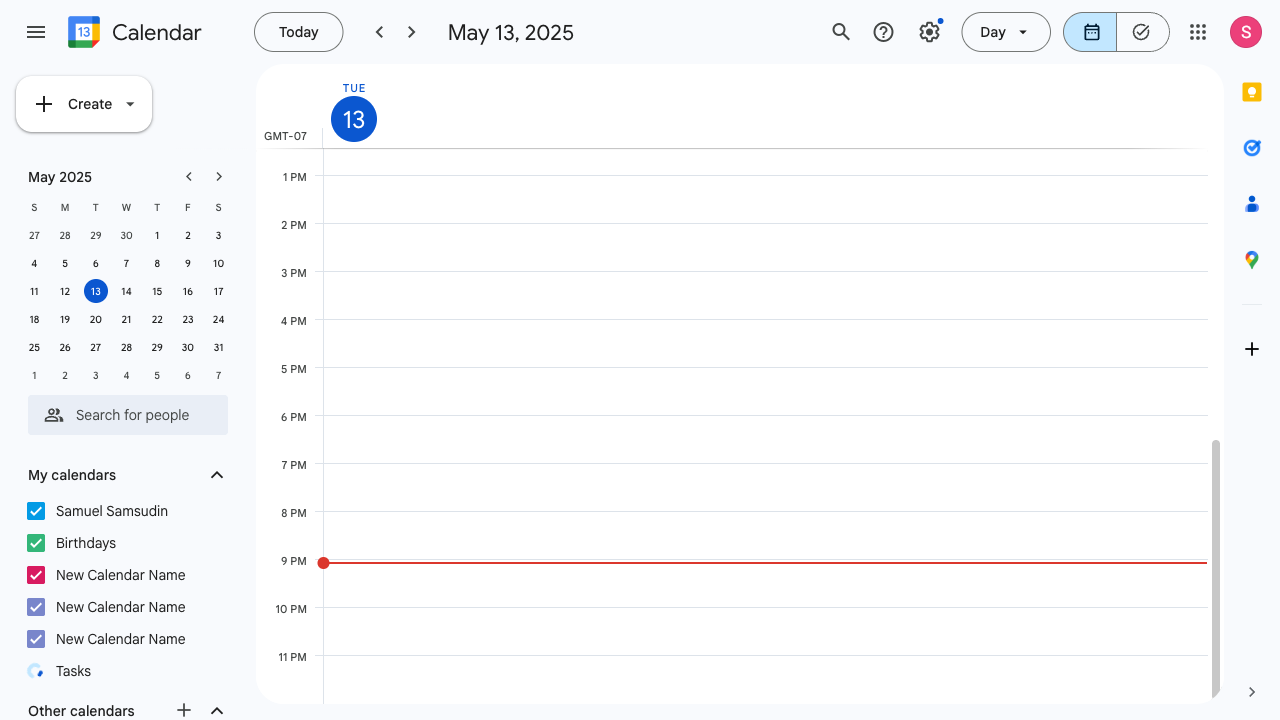 13
Calendar
Today
May 13, 2025
Day
S
Create
May 2025
S M T W T F S
27 28 29 30 1 2 3
4 5 6 7 8 9 10
11 12 13 14 15 16 17
18 19 20 21 22 23 24
25 26 27 28 29 30 31
1 2 3 4 5 6 7
Search for people
My calendars
Samuel Samsudin
Birthdays
New Calendar Name
New Calendar Name
New Calendar Name
Tasks
Other calendars
TUE
13
GMT-07
1 PM
2 PM
3 PM
4 PM
5 PM
6 PM
7 PM
8 PM
9 PM
10 PM
11 PM